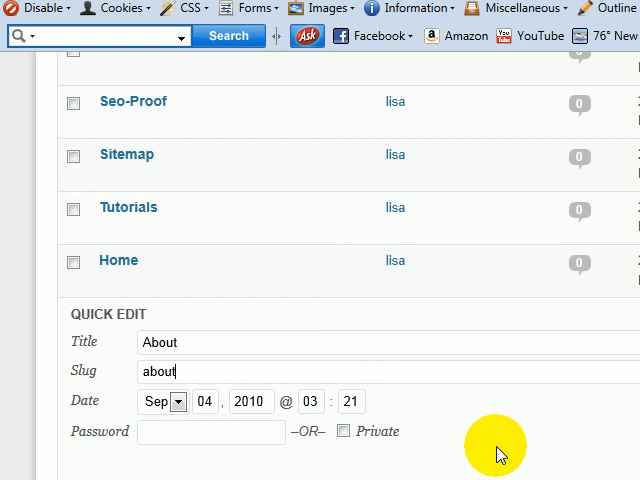 Disable Cookies CSS Forms Images Information Miscellaneous Outline
Search Ask Facebook Amazon You Tube YouTube 76° New
Seo-Proof lisa 0
Sitemap lisa 0
Tutorials lisa 0
Home lisa 0
QUICK EDIT
Title About
Slug about
Date Sep 04 , 2010 @ 03 : 21
Password –OR– Private